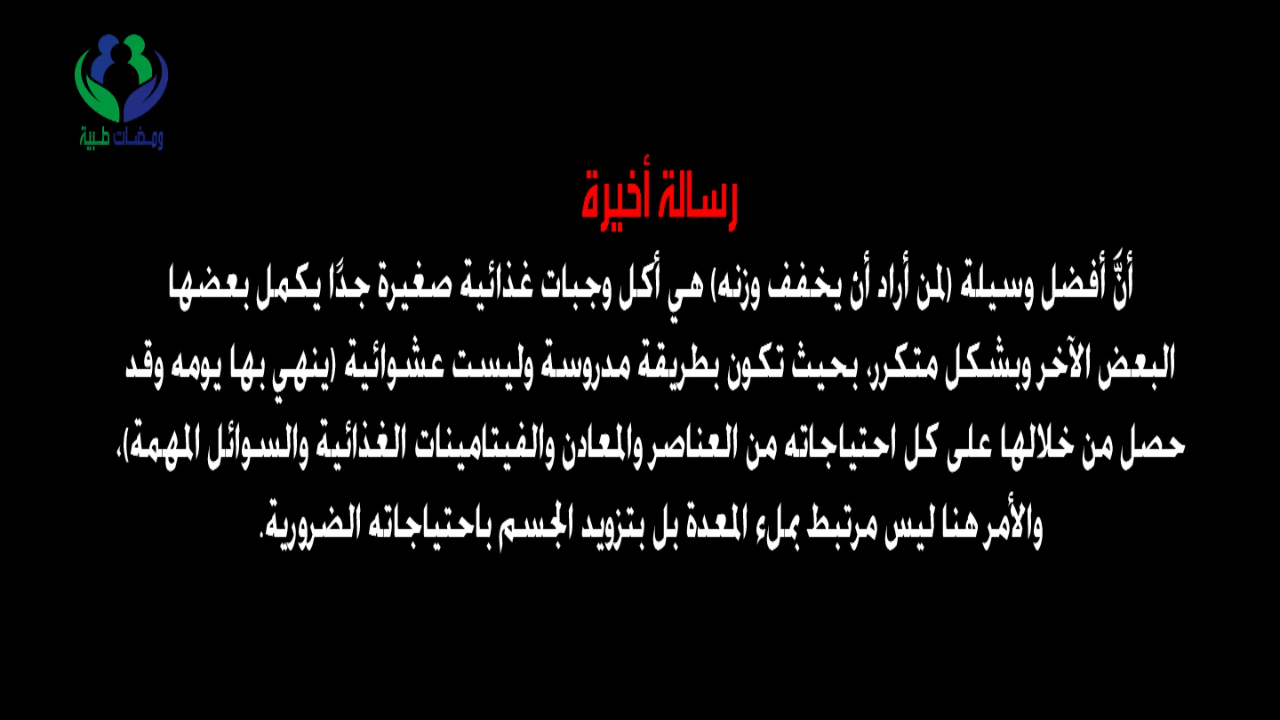 ومضات طبية
رسالة أخيرة
أنَّ أفضل وسيلة (لمن أراد أن يخفف وزنه) هي أكل وجبات غذائية صغيرة جدًا يكمل بعضها
البعض الآخر وبشكل متكرر، بحيث تكون بطريقة مدروسة وليست عشوائية (ينهي بها يومه وقد
حصل من خلالها على كل احتياجاته من العناصر والمعادن والفيتامينات الغذائية والسوائل المهمة)،
والأمر هنا ليس مرتبط بملء المعدة بل بتزويد الجسم باحتياجاته الضرورية.